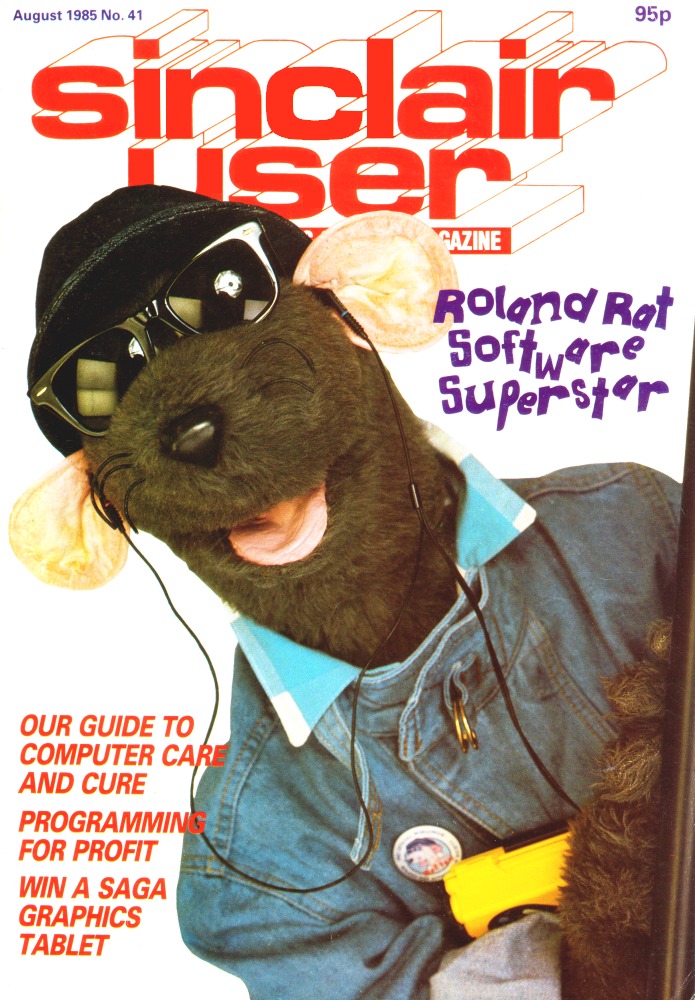 August 1985 No. 41
95p
sinclair
user
GAZINE
Roland Rat
Software
Superstar
OUR GUIDE TO
COMPUTER CARE
AND CURE
PROGRAMMING
FOR PROFIT
WIN A SAGA
GRAPHICS
TABLET